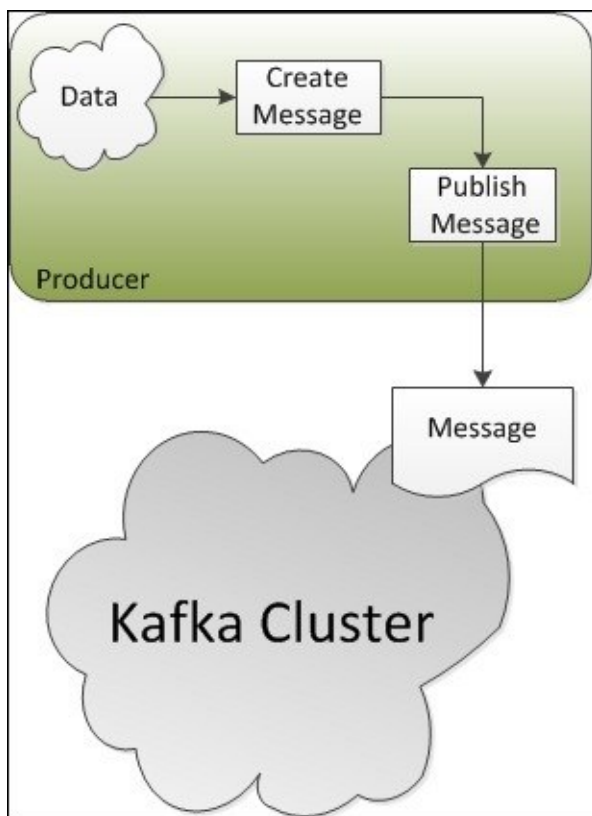 Data
Create
Message
Publish
Message
Producer
Message
Kafka Cluster